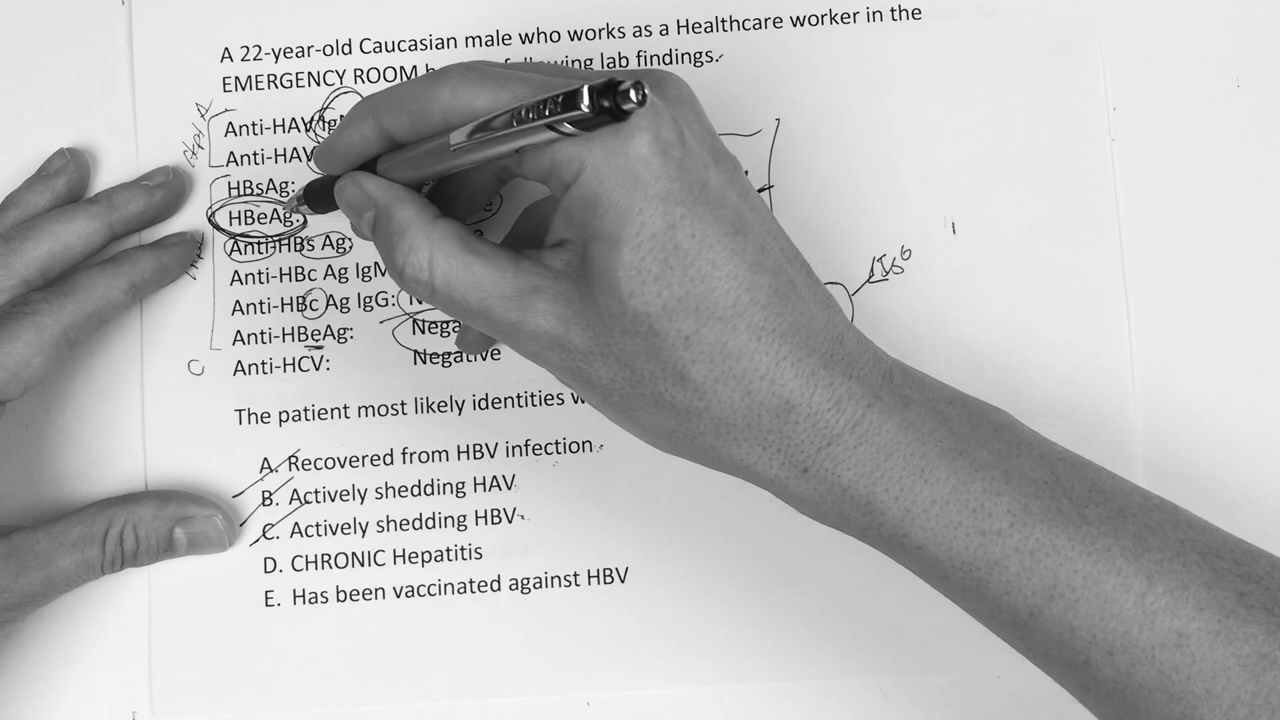 A 22-year-old Caucasian male who works as a Healthcare worker in the
EMERGENCY ROOM lab findings.
Anti-HAV
Anti-HAV
HBsAg:
HBeAg:
Anti-HBs Ag:
Anti-HBc Ag IgM
Anti-HBc Ag IgG:
IgG
Anti-HBeAg:
Anti-HCV: Negative
The patient most likely identities
A. Recovered from HBV infection
B. Actively shedding HAV
C. Actively shedding HBV
D. CHRONIC Hepatitis
E. Has been vaccinated against HBV